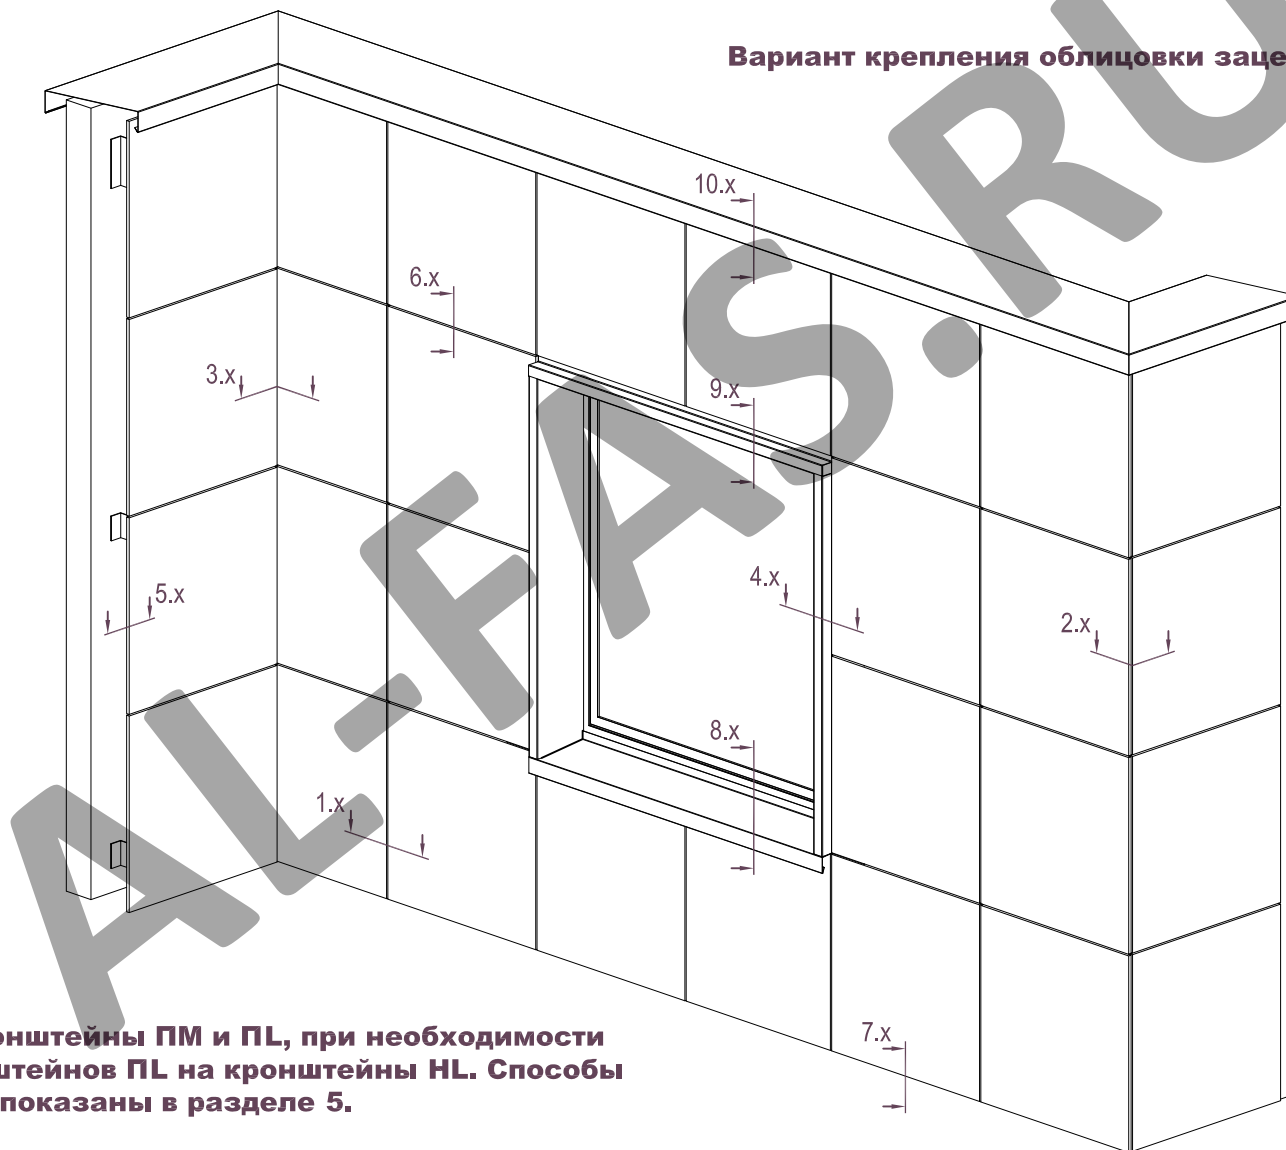 Вариант крепления облицовки заце
10.x
6.x
3.x
9.x
5.x
4.x
2.x
8.x
1.x
7.x
онштейны ПМ и ПL, при необходимости
штейнов ПL на кронштейны HL. Способы
показаны в разделе 5.
AL-FAS.RU